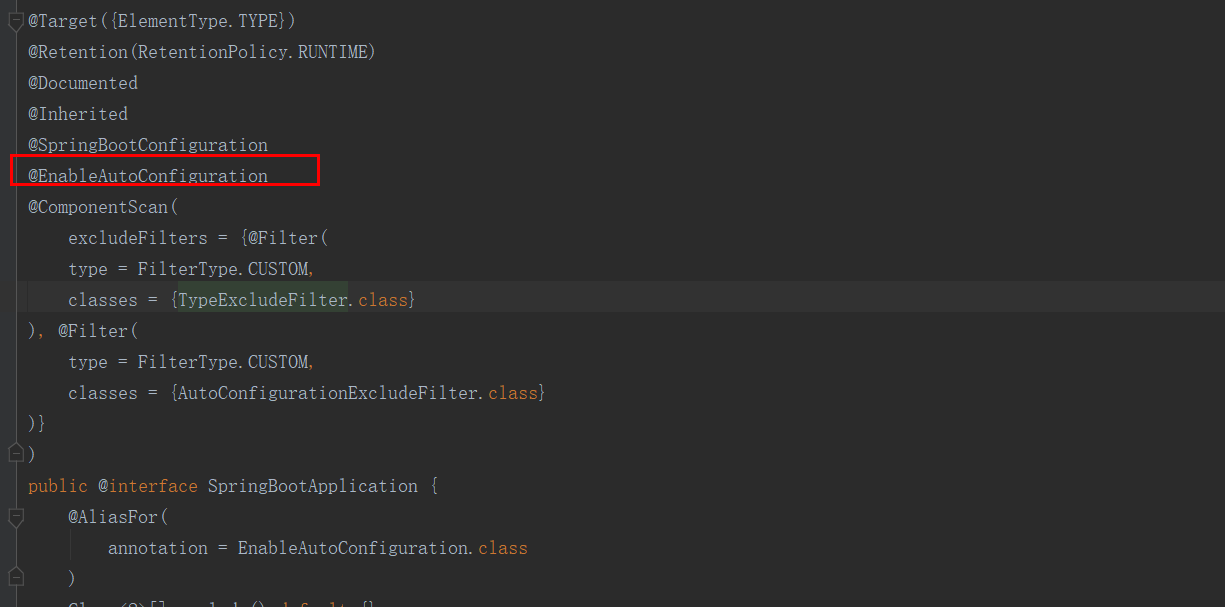 @Target({ElementType.TYPE})
@Retention(RetentionPolicy.RUNTIME)
@Documented
@Inherited
@SpringBootConfiguration
@EnableAutoConfiguration
@ComponentScan(
    excludeFilters = {@Filter(
    type = FilterType.CUSTOM,
    classes = {TypeExcludeFilter.class}
), @Filter(
    type = FilterType.CUSTOM,
    classes = {AutoConfigurationExcludeFilter.class}
)}
)
public @interface SpringBootApplication {
    @AliasFor(
        annotation = EnableAutoConfiguration.class
    )